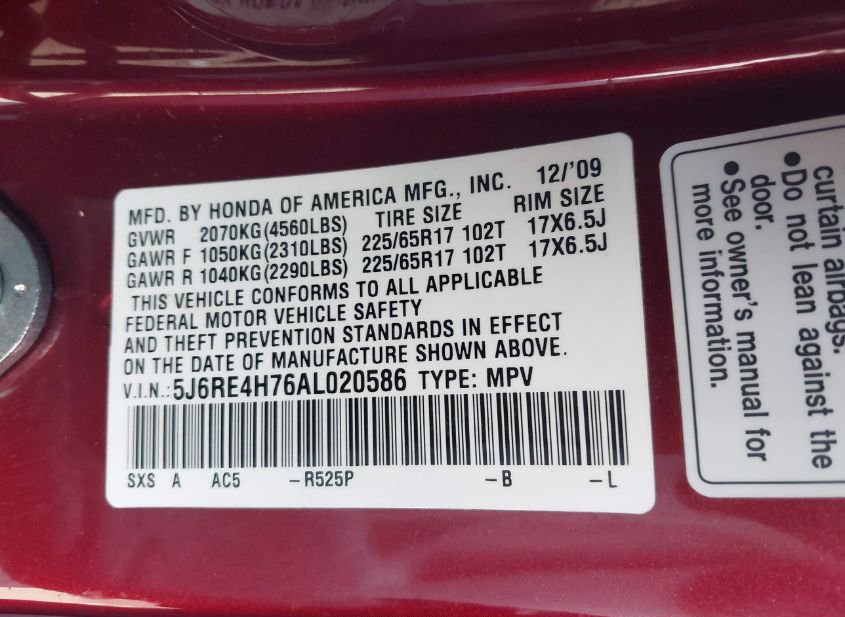 MFD. BY HONDA OF AMERICA MFG., INC. 12/'09
GVWR 2070KG(4560LBS) TIRE SIZE RIM SIZE
GAWR F 1050KG(2310LBS) 225/65R17 102T 17X6.5J
GAWR R 1040KG(2290LBS) 225/65R17 102T 17X6.5J
THIS VEHICLE CONFORMS TO ALL APPLICABLE
FEDERAL MOTOR VEHICLE SAFETY
AND THEFT PREVENTION STANDARDS IN EFFECT
ON THE DATE OF MANUFACTURE SHOWN ABOVE.
V.I.N.:5J6RE4H76AL020586 TYPE: MPV
SXS A AC5 -R525P -B -L
curtain airbags.
•Do not lean against the
door.
•See owner's manual for
more information.